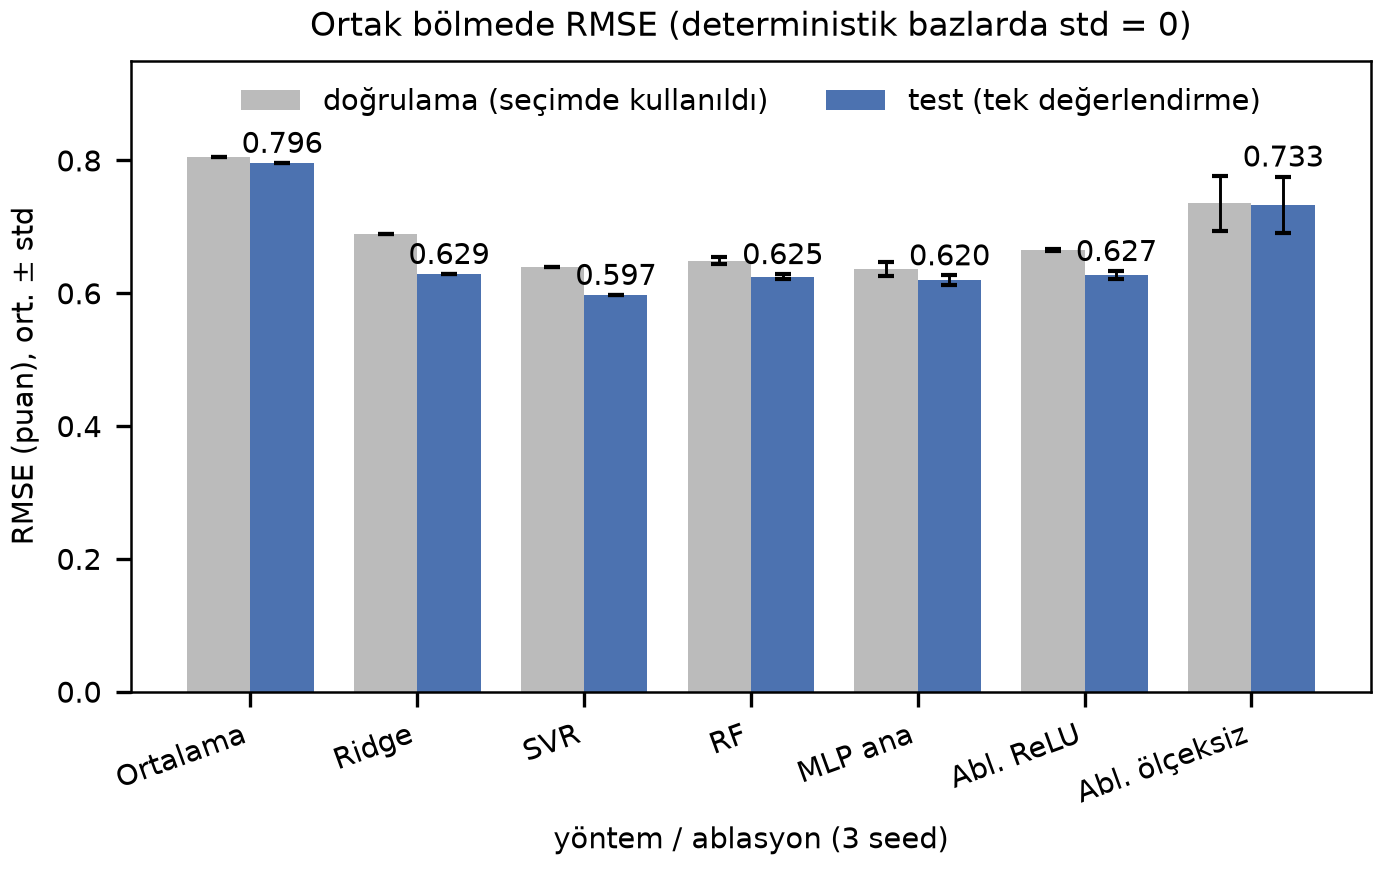 Ortak bölmede RMSE (deterministik bazlarda std = 0)
doğrulama (seçimde kullanıldı)
test (tek değerlendirme)
RMSE (puan), ort. ± std
0.8
0.6
0.4
0.2
0.0
0.796
0.629
0.597
0.625
0.620
0.627
0.733
Ortalama
Ridge
SVR
RF
MLP ana
Abl. ReLU
Abl. ölçeksiz
yöntem / ablasyon (3 seed)